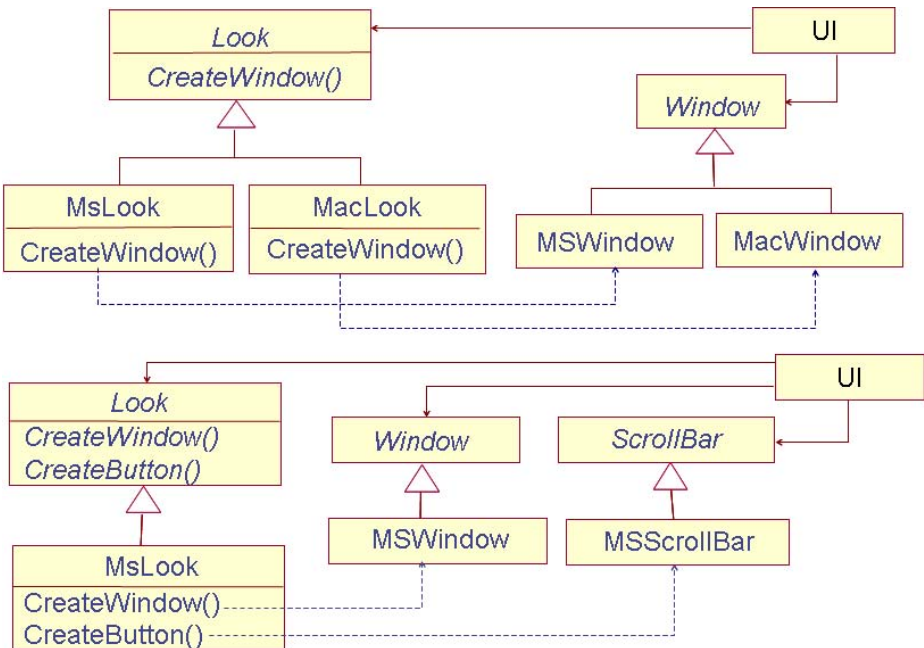 Look
CreateWindow()
UI
Window
MsLook
CreateWindow()
MacLook
CreateWindow()
MSWindow
MacWindow
UI
Look
CreateWindow()
CreateButton()
Window
ScrollBar
MSWindow
MSScrollBar
MsLook
CreateWindow()
CreateButton()